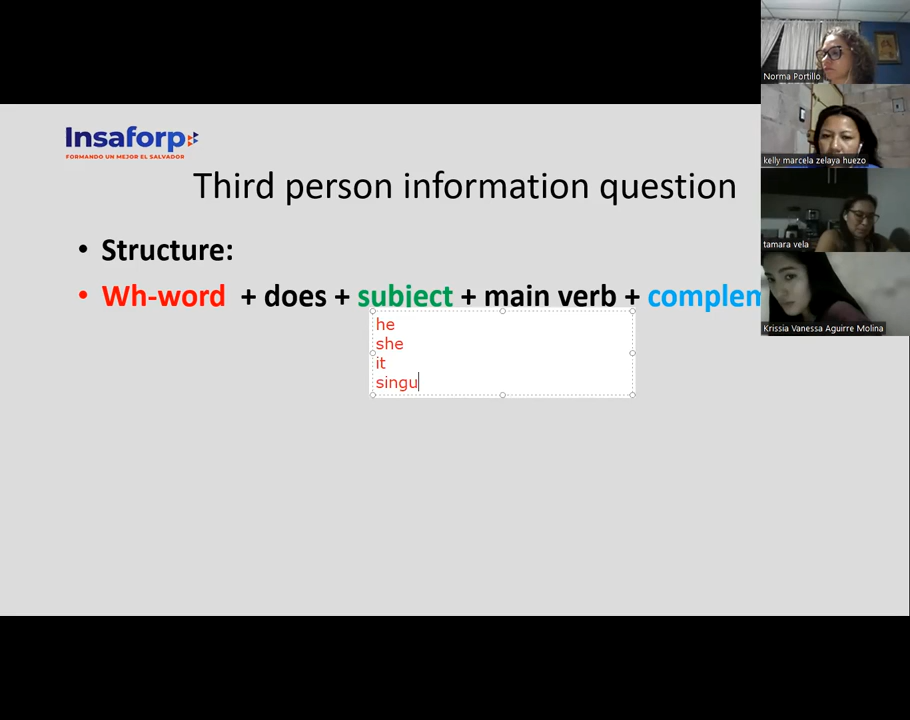 Norma Portillo
kelly marcela zelaya huezo
tamara vela
Krissia Vanessa Aguirre Molina
Insaforp
FORMANDO UN MEJOR EL SALVADOR
Third person information question
• Structure:
• Wh-word + does + subject + main verb + complem
he
she
it
singu